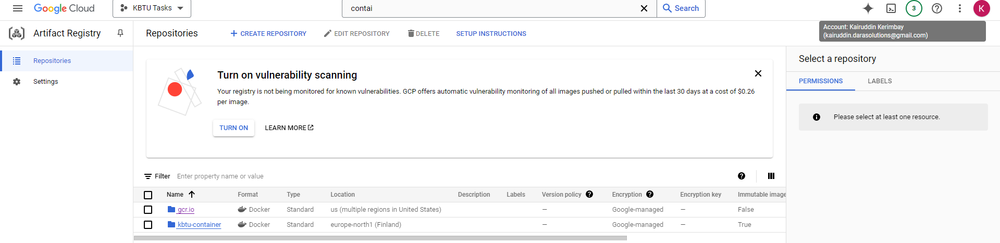 Google Cloud
KBTU Tasks
contai
Search
3
K
Account: Kairuddin Kerimbay
(kairuddin.darasolutions@gmail.com)
Artifact Registry
Repositories
CREATE REPOSITORY
EDIT REPOSITORY
DELETE
SETUP INSTRUCTIONS
Repositories
Settings
Turn on vulnerability scanning
Your registry is not being monitored for known vulnerabilities. GCP offers automatic vulnerability monitoring of all images pushed or pulled within the last 30 days at a cost of $0.26
per image.
TURN ON
LEARN MORE
Select a repository
PERMISSIONS
LABELS
Please select at least one resource.
Filter
Enter property name or value
Name
Format
Type
Location
Description
Labels
Version policy
Encryption
Encryption key
Immutable image
gcr.io
Docker
Standard
us (multiple regions in United States)
—
Google-managed
—
False
kbtu-container
Docker
Standard
europe-north1 (Finland)
—
Google-managed
—
True